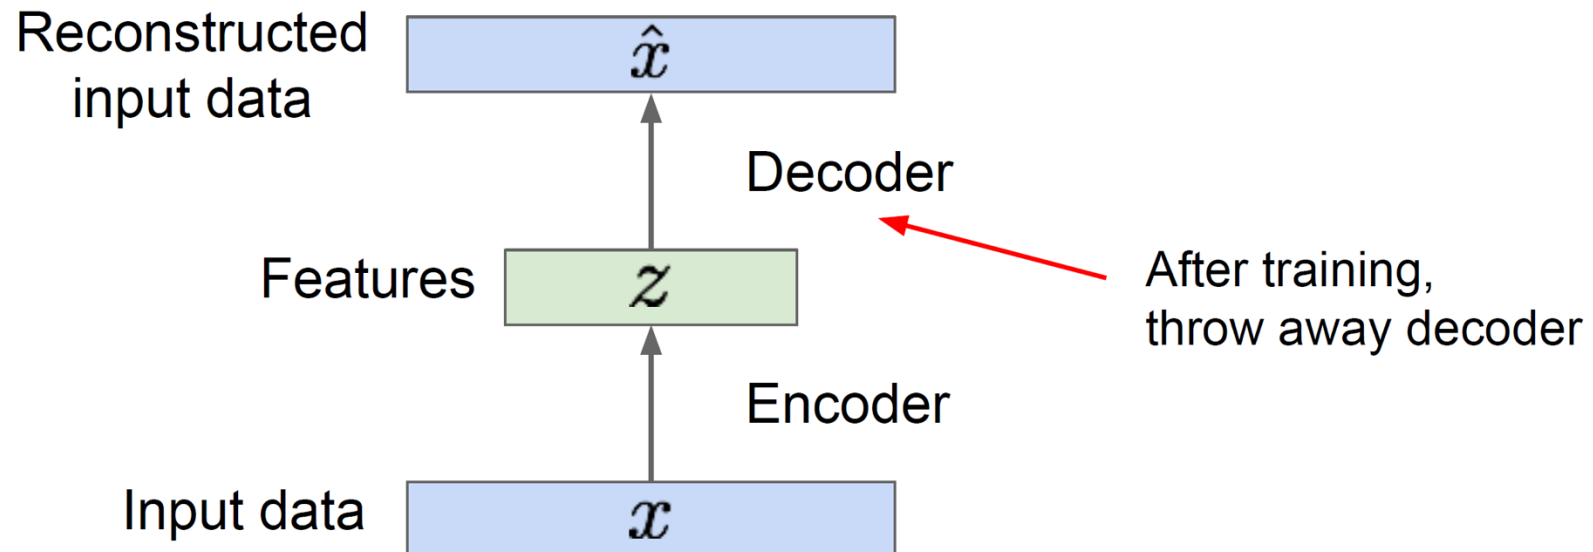 Reconstructed
input data
x̂
Decoder
Features
z
After training,
throw away decoder
Encoder
Input data
x